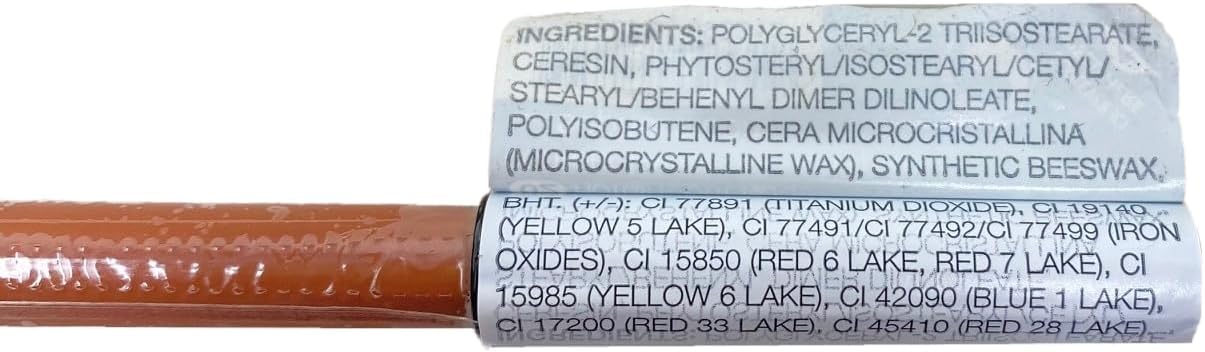 INGREDIENTS: POLYGLYCERYL-2 TRIISOSTEARATE,
CERESIN, PHYTOSTERYL/ISOSTEARYL/CETYL/
STEARYL/BEHENYL DIMER DILINOLEATE,
POLYISOBUTENE, CERA MICROCRISTALLINA
(MICROCRYSTALLINE WAX), SYNTHETIC BEESWAX,
BHT. (+/-): CI 77891 (TITANIUM DIOXIDE), CI 19140
(YELLOW 5 LAKE), CI 77491/CI 77492/CI 77499 (IRON
OXIDES), CI 15850 (RED 6 LAKE, RED 7 LAKE), CI
15985 (YELLOW 6 LAKE), CI 42090 (BLUE 1 LAKE),
CI 17200 (RED 33 LAKE), CI 45410 (RED 28 LAKE).